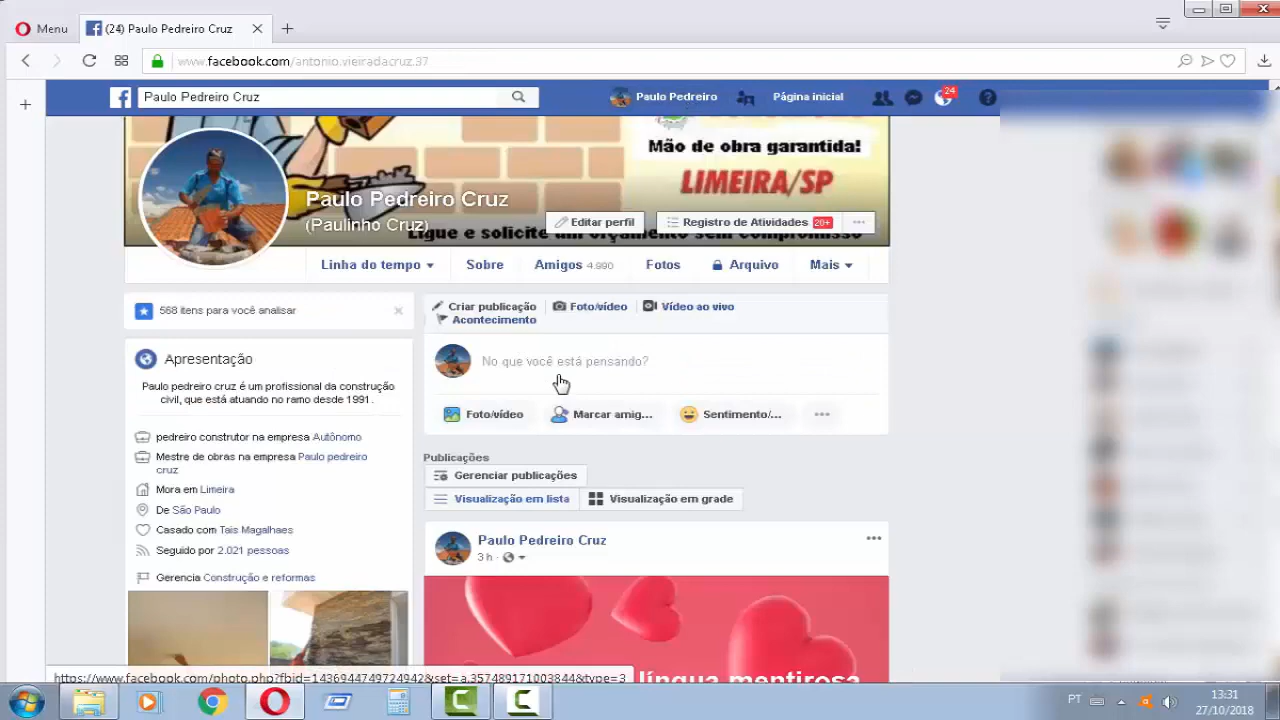 Menu
(24) Paulo Pedreiro Cruz
www.facebook.com/antonio.vieiradacruz.37
Paulo Pedreiro Cruz
Paulo Pedreiro
Página inicial
24
Mão de obra garantida!
LIMEIRA/SP
Paulo Pedreiro Cruz
(Paulinho Cruz)
Editar perfil
Registro de Atividades 20+
Ligue e solicite um orçamento sem compromisso
Linha do tempo
Sobre
Amigos 4.990
Fotos
Arquivo
Mais
568 itens para você analisar
Criar publicação
Foto/vídeo
Vídeo ao vivo
Acontecimento
Apresentação
Paulo pedreiro cruz é um profissional da construção
civil, que está atuando no ramo desde 1991.
pedreiro construtor na empresa Autônomo
Mestre de obras na empresa Paulo pedreiro
cruz
Mora em Limeira
De São Paulo
Casado com Tais Magalhaes
Seguido por 2.021 pessoas
Gerencia Construção e reformas
No que você está pensando?
Foto/vídeo
Marcar amig...
Sentimento/...
Publicações
Gerenciar publicações
Visualização em lista
Visualização em grade
Paulo Pedreiro Cruz
3 h
língua mentirosa
https://www.facebook.com/photo.php?fbid=1436944749724942&set=a.357489171003844&type=3
PT
13:31
27/10/2018